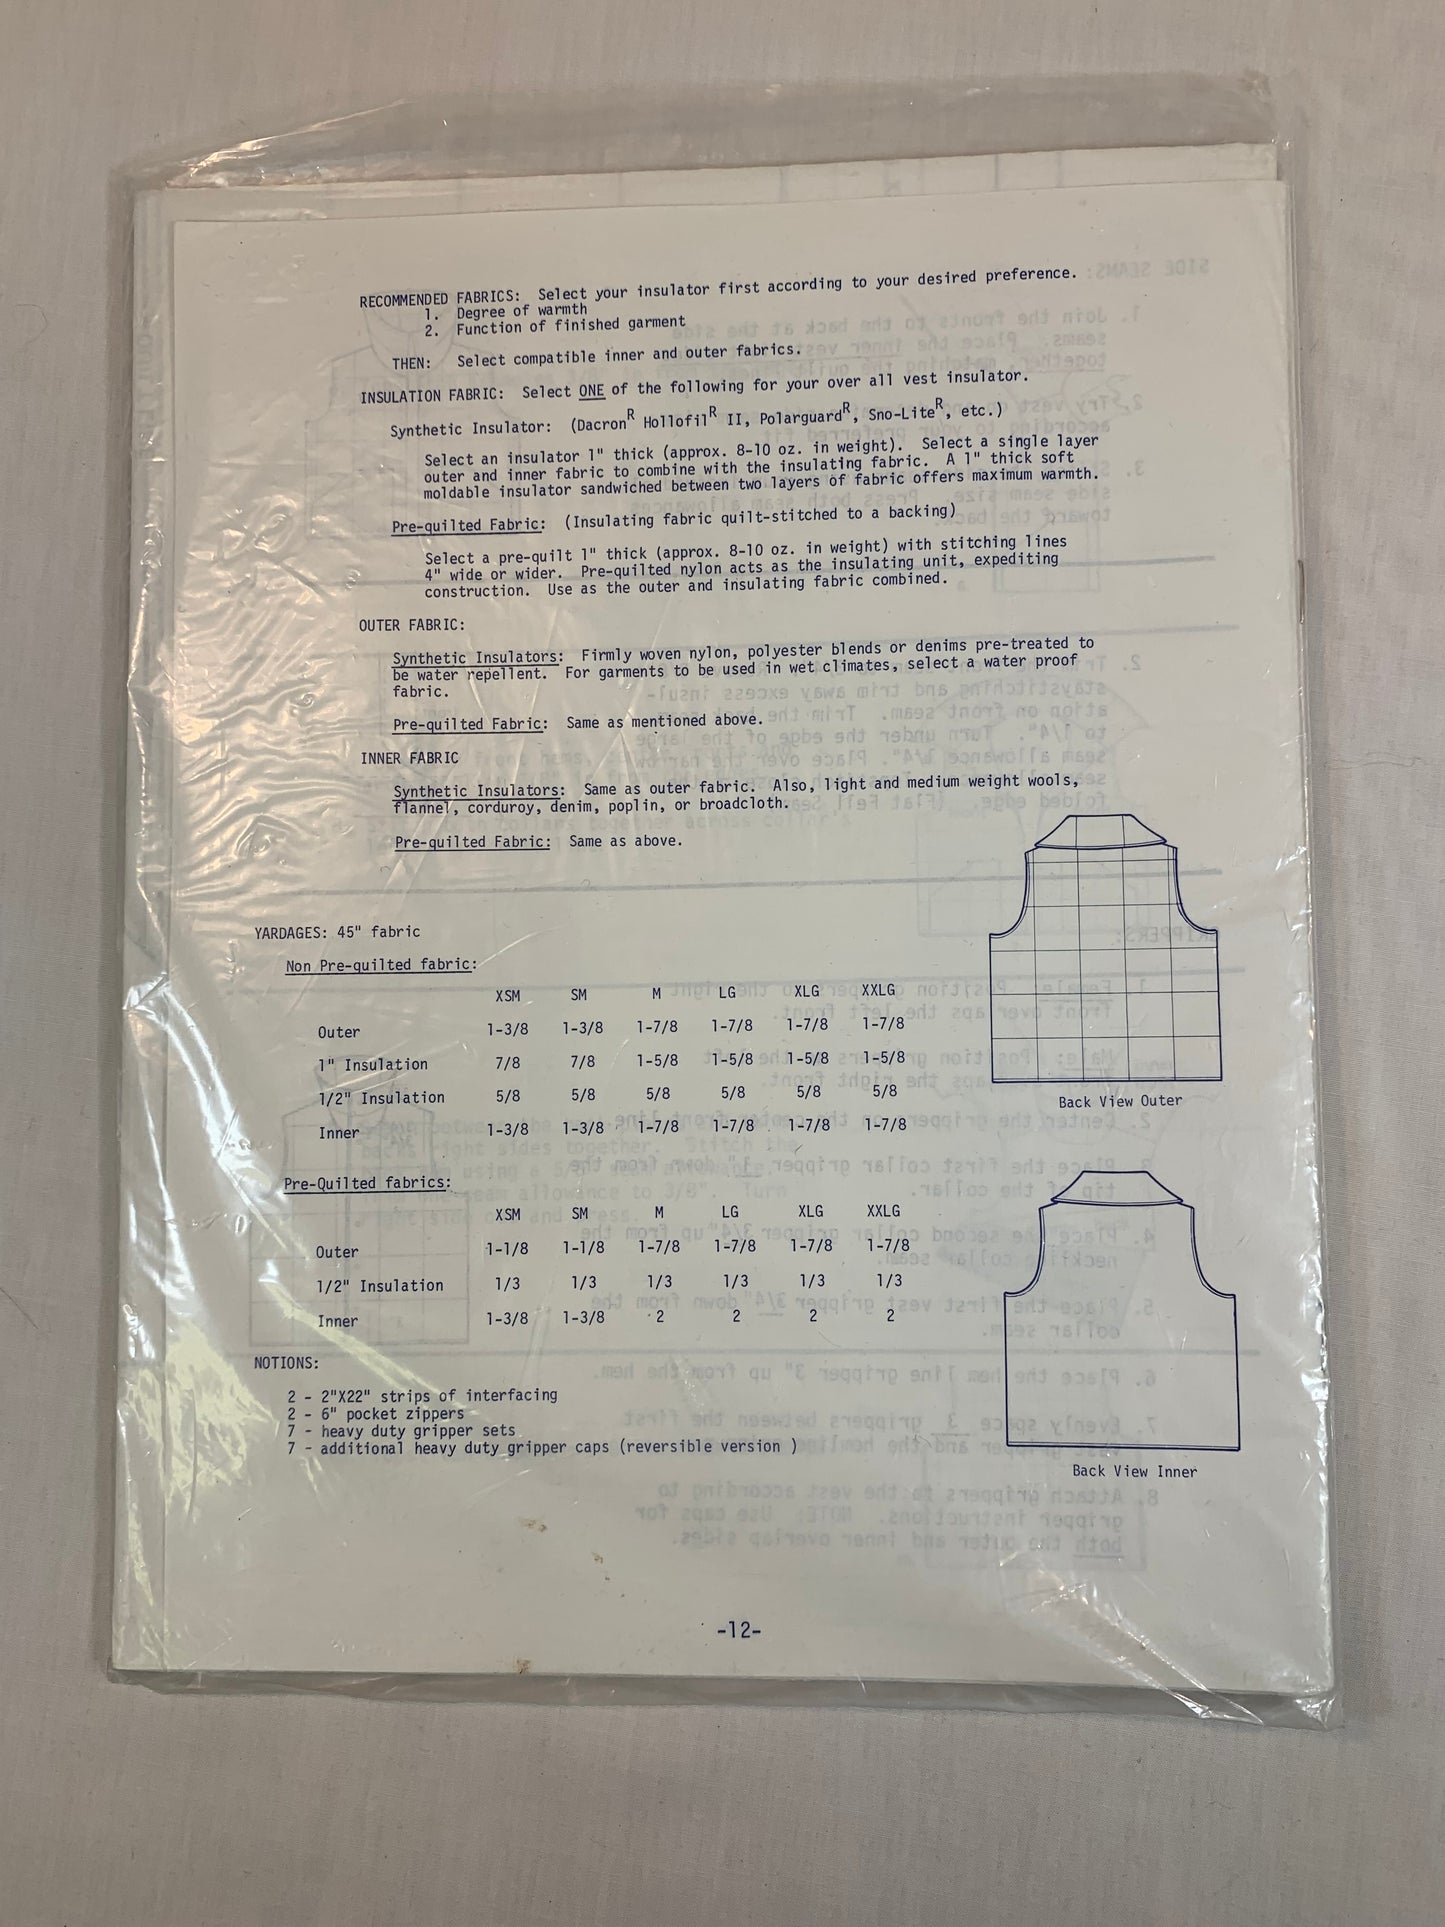 RECOMMENDED FABRICS: Select your insulator first according to your desired preference.
1. Degree of warmth
2. Function of finished garment
THEN: Select compatible inner and outer fabrics.
INSULATION FABRIC: Select ONE of the following for your over all vest insulator.
Synthetic Insulator: (Dacron^R Hollofil^R II, Polarguard^R, Sno-Lite^R, etc.)
Select an insulator 1" thick (approx. 8-10 oz. in weight). Select a single layer
outer and inner fabric to combine with the insulating fabric. A 1" thick soft
moldable insulator sandwiched between two layers of fabric offers maximum warmth.
Pre-quilted Fabric: (Insulating fabric quilt-stitched to a backing)
Select a pre-quilt 1" thick (approx. 8-10 oz. in weight) with stitching lines
4" wide or wider. Pre-quilted nylon acts as the insulating unit, expediting
construction. Use as the outer and insulating fabric combined.
OUTER FABRIC:
Synthetic Insulators: Firmly woven nylon, polyester blends or denims pre-treated to
be water repellent. For garments to be used in wet climates, select a water proof
fabric.
Pre-quilted Fabric: Same as mentioned above.
INNER FABRIC
Synthetic Insulators: Same as outer fabric. Also, light and medium weight wools,
flannel, corduroy, denim, poplin, or broadcloth.
Pre-quilted Fabric: Same as above.
YARDAGES: 45" fabric
Non Pre-quilted fabric:
XSM SM M LG XLG XXLG
Outer 1-3/8 1-3/8 1-7/8 1-7/8 1-7/8 1-7/8
1" Insulation 7/8 7/8 1-5/8 1-5/8 1-5/8 1-5/8
1/2" Insulation 5/8 5/8 5/8 5/8 5/8 5/8
Inner 1-3/8 1-3/8 1-7/8 1-7/8 1-7/8 1-7/8
Back View Outer
Pre-Quilted fabrics:
XSM SM M LG XLG XXLG
Outer 1-1/8 1-1/8 1-7/8 1-7/8 1-7/8 1-7/8
1/2" Insulation 1/3 1/3 1/3 1/3 1/3 1/3
Inner 1-3/8 1-3/8 2 2 2 2
NOTIONS:
2 - 2"X22" strips of interfacing
2 - 6" pocket zippers
7 - heavy duty gripper sets
7 - additional heavy duty gripper caps (reversible version )
Back View Inner
-12-